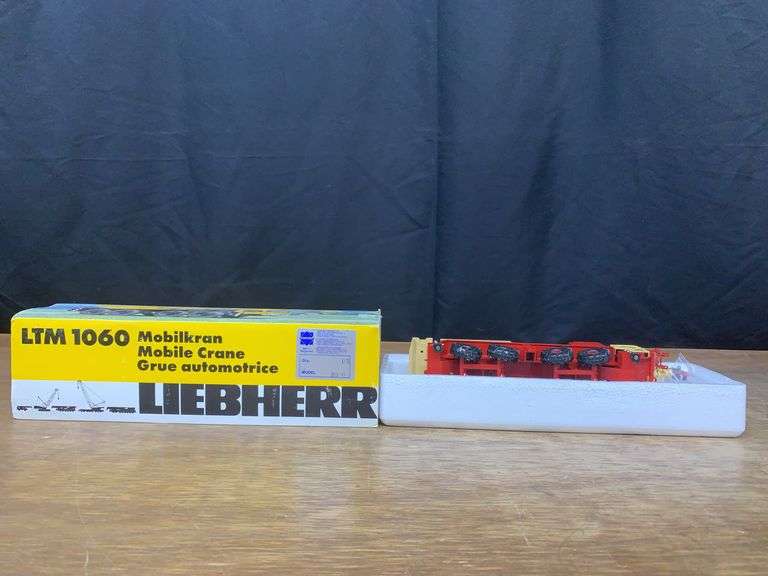 LTM 1060 Mobilkran
Mobile Crane
Grue automotrice
LIEBHERR